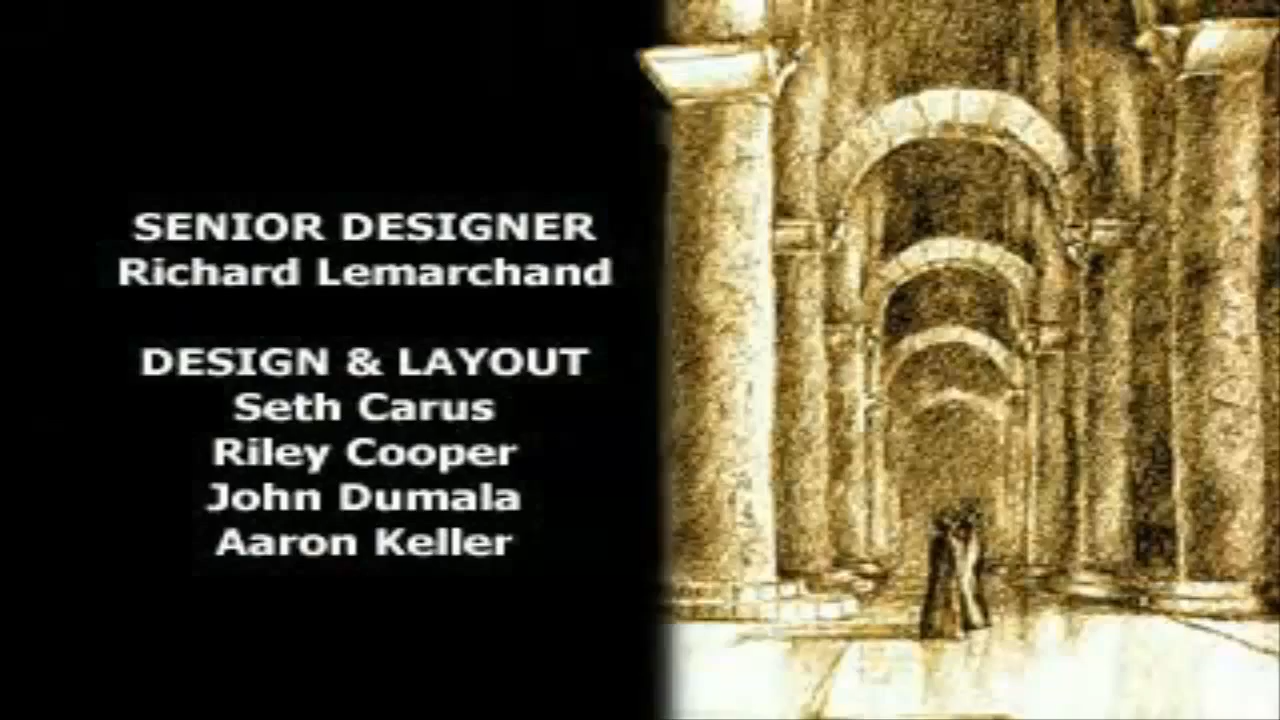 SENIOR DESIGNER
Richard Lemarchand
DESIGN & LAYOUT
Seth Carus
Riley Cooper
John Dumala
Aaron Keller